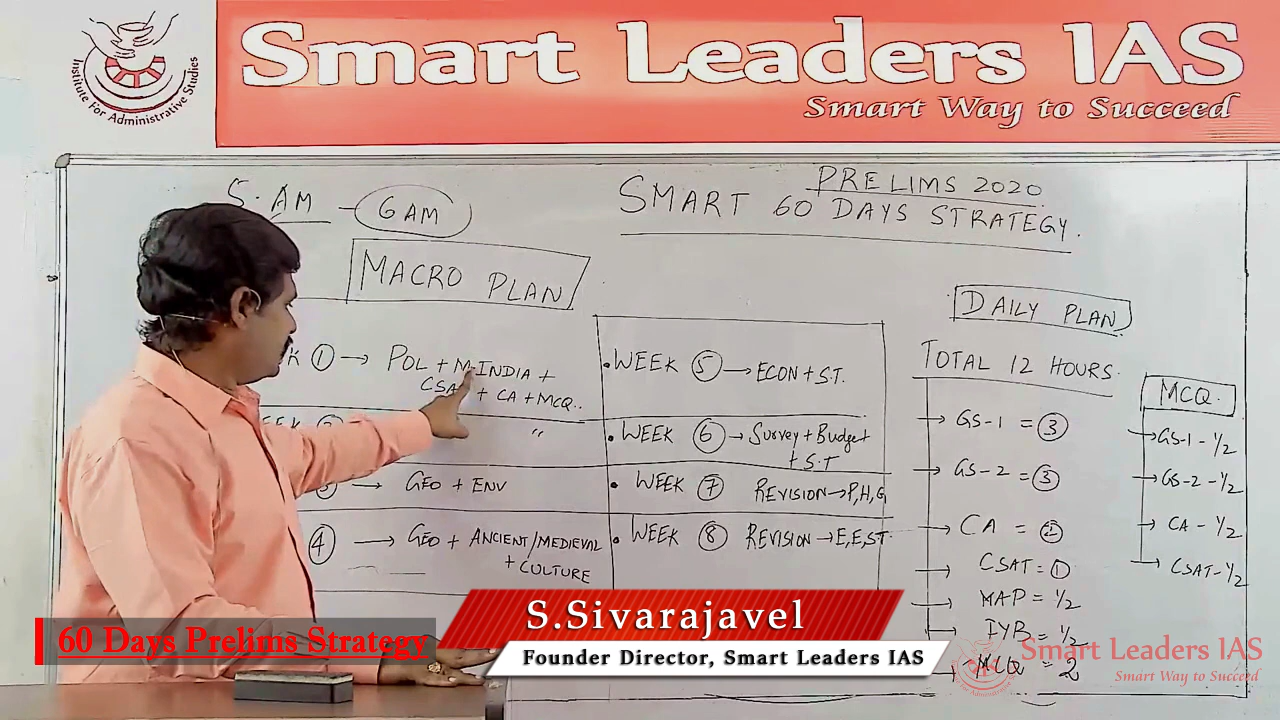 Institute For Administrative Studies
Smart Leaders IAS
Smart Way to Succeed
5. AM - 6 AM
PRELIMS 2020
SMART 60 DAYS STRATEGY.
MACRO PLAN
① → POL + M.INDIA +
+ CA + MCQ..
"
→ GEO + ENV
④ → GEO + ANCIENT/MEDIEVAL
+ CULTURE
• WEEK ⑤ → ECON + S.T.
• WEEK ⑥ → Survey + Budget
+ S.T
• WEEK ⑦ REVISION → P, H, G
• WEEK ⑧ REVISION → E, E, ST.
DAILY PLAN
TOTAL 12 HOURS.
→ GS-1 = ③
→ GS-2 = ③
→ CA = ②
→ CSAT = ①
→ MAP = 1/2
→ IYB = 1/2
→ MCQ = 2
MCQ.
→ GS-1 - 1/2
→ GS-2 - 1/2
→ CA - 1/2
→ CSAT - 1/2
60 Days Prelims Strategy
S.Sivarajavel
Founder Director, Smart Leaders IAS
Smart Leaders IAS
Smart Way to Succeed